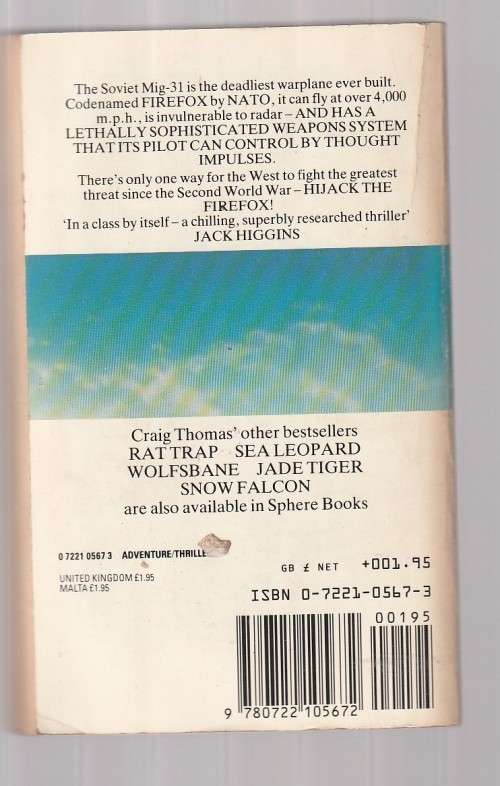 The Soviet Mig-31 is the deadliest warplane ever built.
Codenamed FIREFOX by NATO, it can fly at over 4,000
m.p.h., is invulnerable to radar – AND HAS A
LETHALLY SOPHISTICATED WEAPONS SYSTEM
THAT ITS PILOT CAN CONTROL BY THOUGHT
IMPULSES.
There's only one way for the West to fight the greatest
threat since the Second World War – HIJACK THE
FIREFOX!
'In a class by itself – a chilling, superbly researched thriller'
JACK HIGGINS
Craig Thomas' other bestsellers
RAT TRAP SEA LEOPARD
WOLFSBANE JADE TIGER
SNOW FALCON
are also available in Sphere Books
0 7221 0567 3 ADVENTURE/THRILLE
UNITED KINGDOM £1.95
MALTA £1.95
GB £ NET +001.95
ISBN 0-7221-0567-3
00195
9 780722 105672